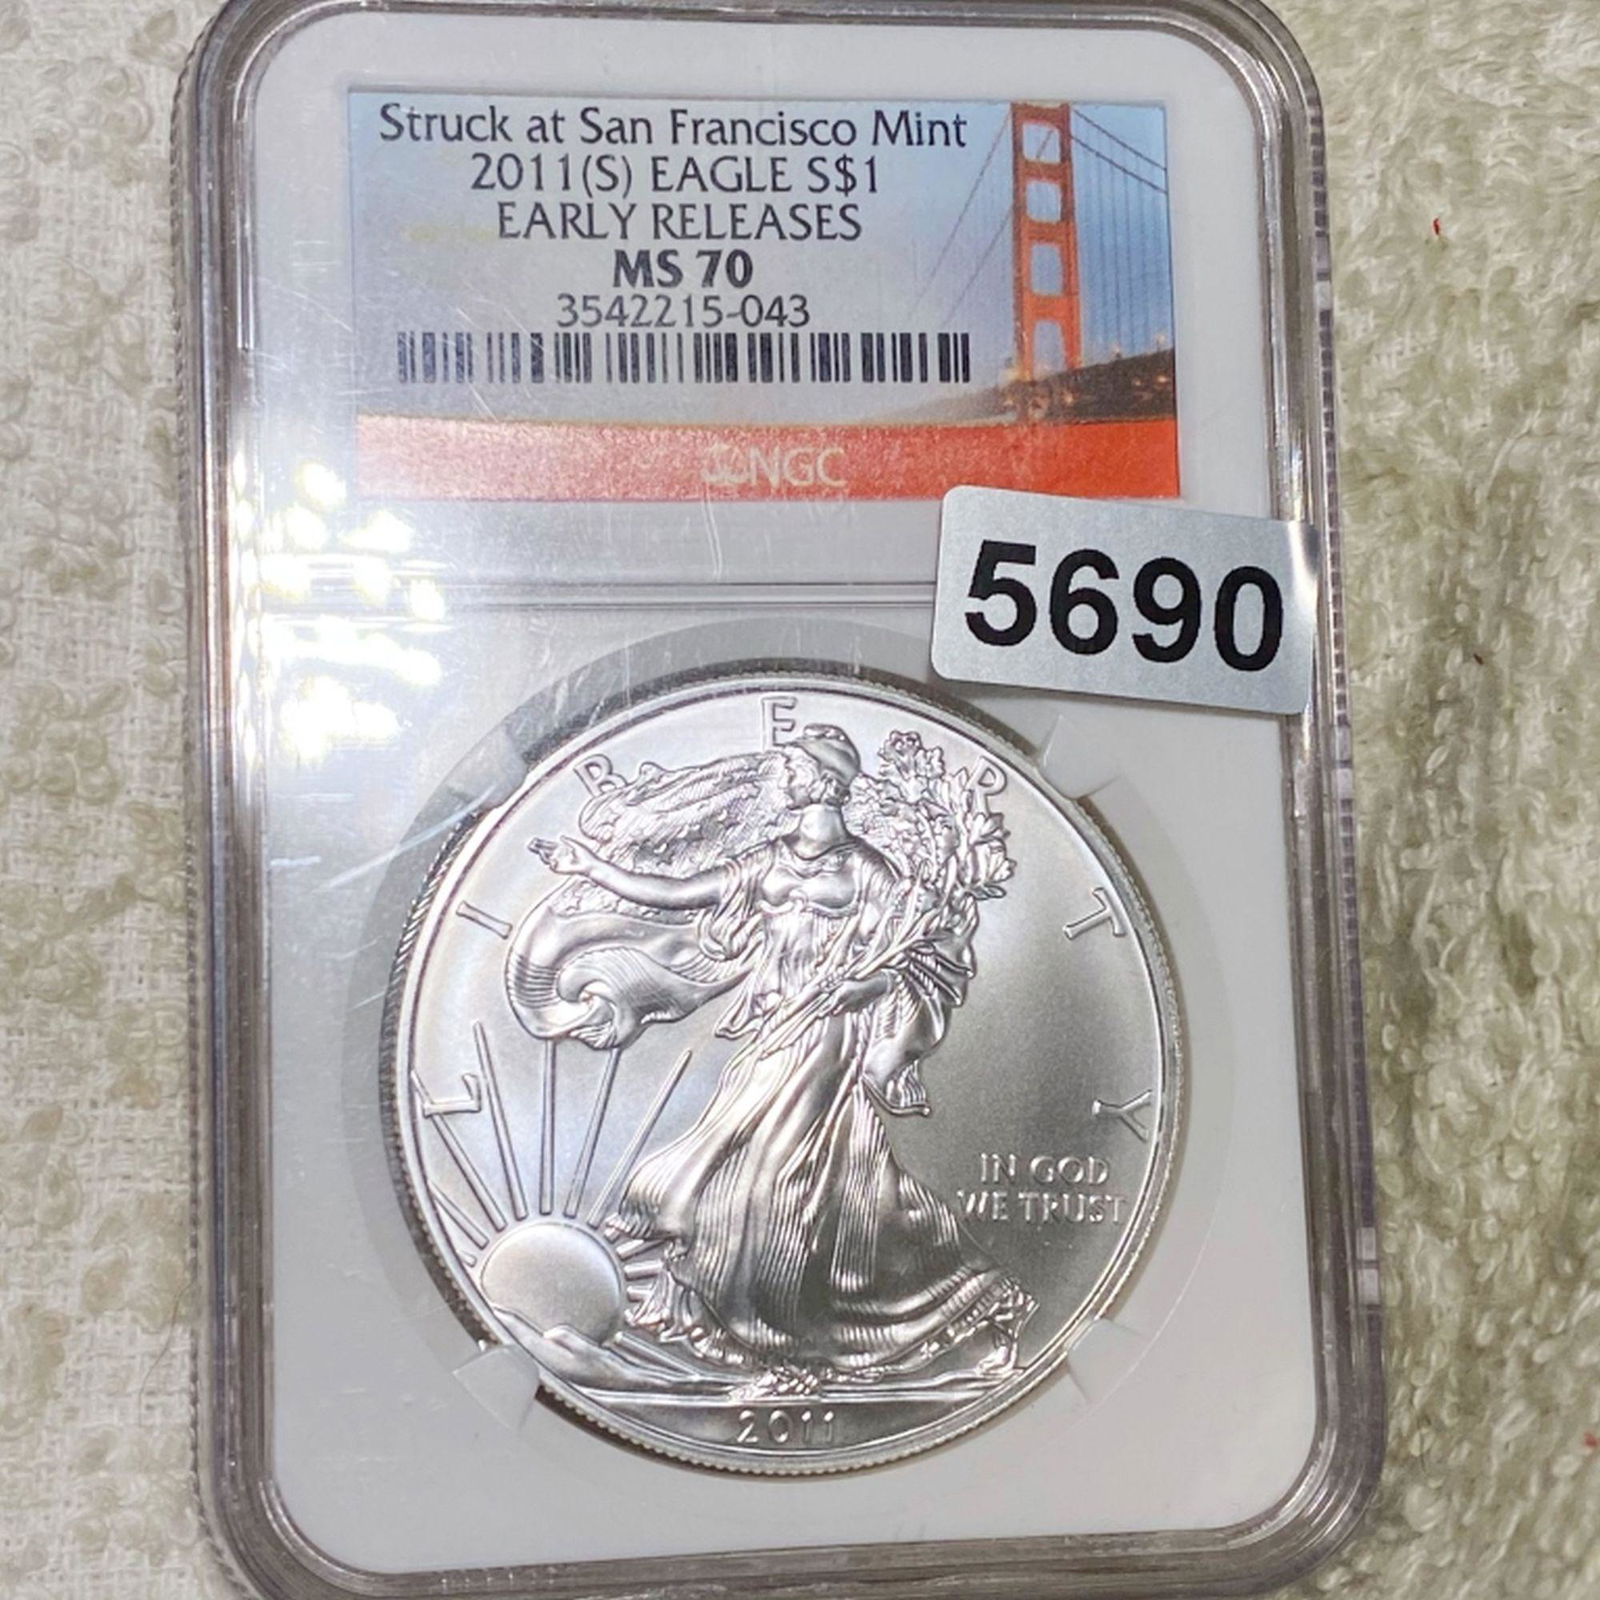 Struck at San Francisco Mint
2011(S) EAGLE S$1
EARLY RELEASES
MS 70
3542215-043
NGC
5690
LIBERTY
IN GOD
WE TRUST
2011